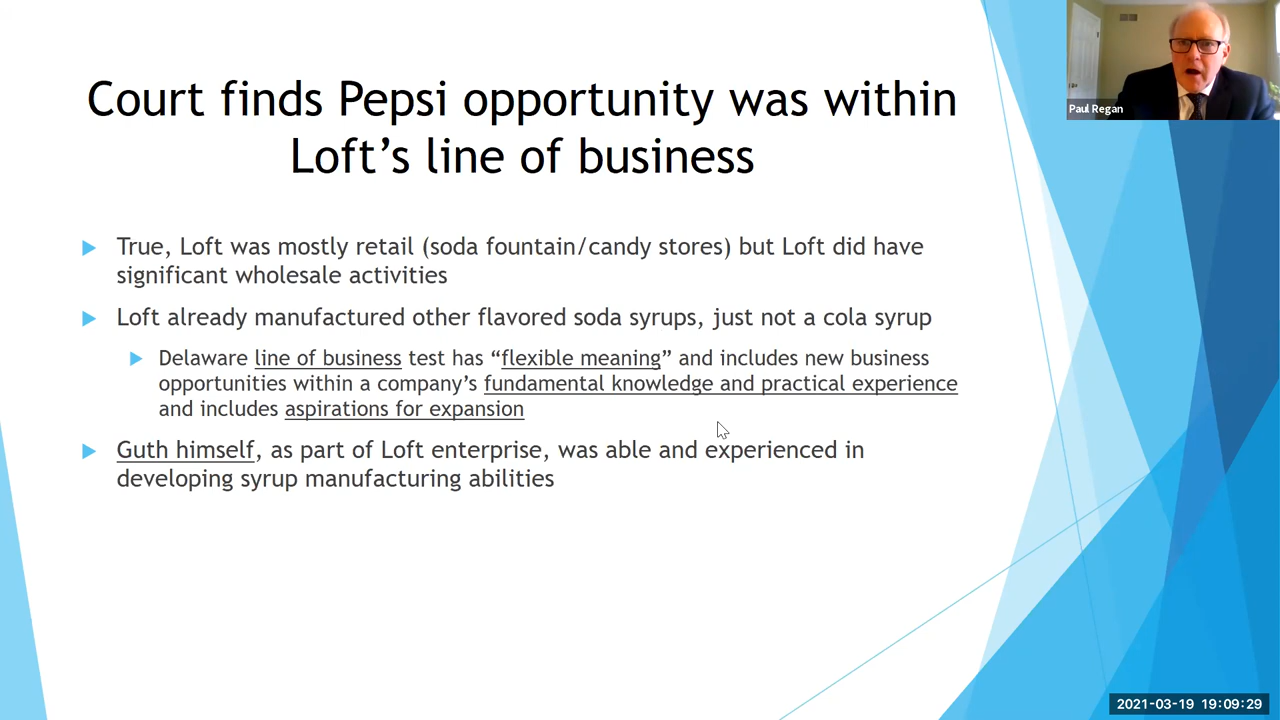 Court finds Pepsi opportunity was within
Loft’s line of business
Paul Regan
True, Loft was mostly retail (soda fountain/candy stores) but Loft did have
significant wholesale activities
Loft already manufactured other flavored soda syrups, just not a cola syrup
Delaware line of business test has “flexible meaning” and includes new business
opportunities within a company’s fundamental knowledge and practical experience
and includes aspirations for expansion
Guth himself, as part of Loft enterprise, was able and experienced in
developing syrup manufacturing abilities
2021-03-19 19:09:29